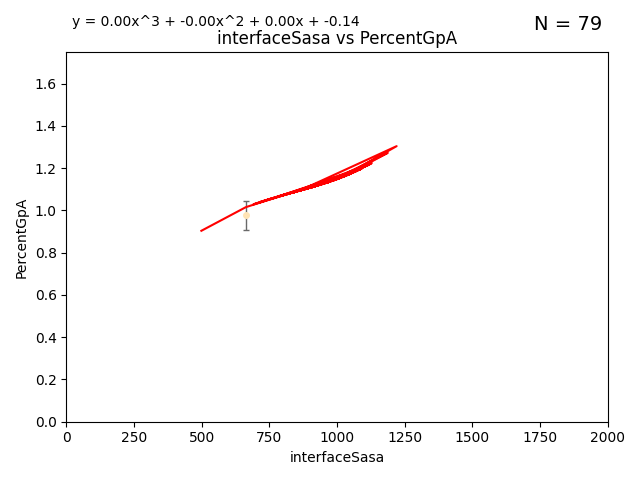 y = 0.00x^3 + -0.00x^2 + 0.00x + -0.14
N = 79
interfaceSasa vs PercentGpA
PercentGpA
1.6
1.4
1.2
1.0
0.8
0.6
0.4
0.2
0.0
0 250 500 750 1000 1250 1500 1750 2000
interfaceSasa